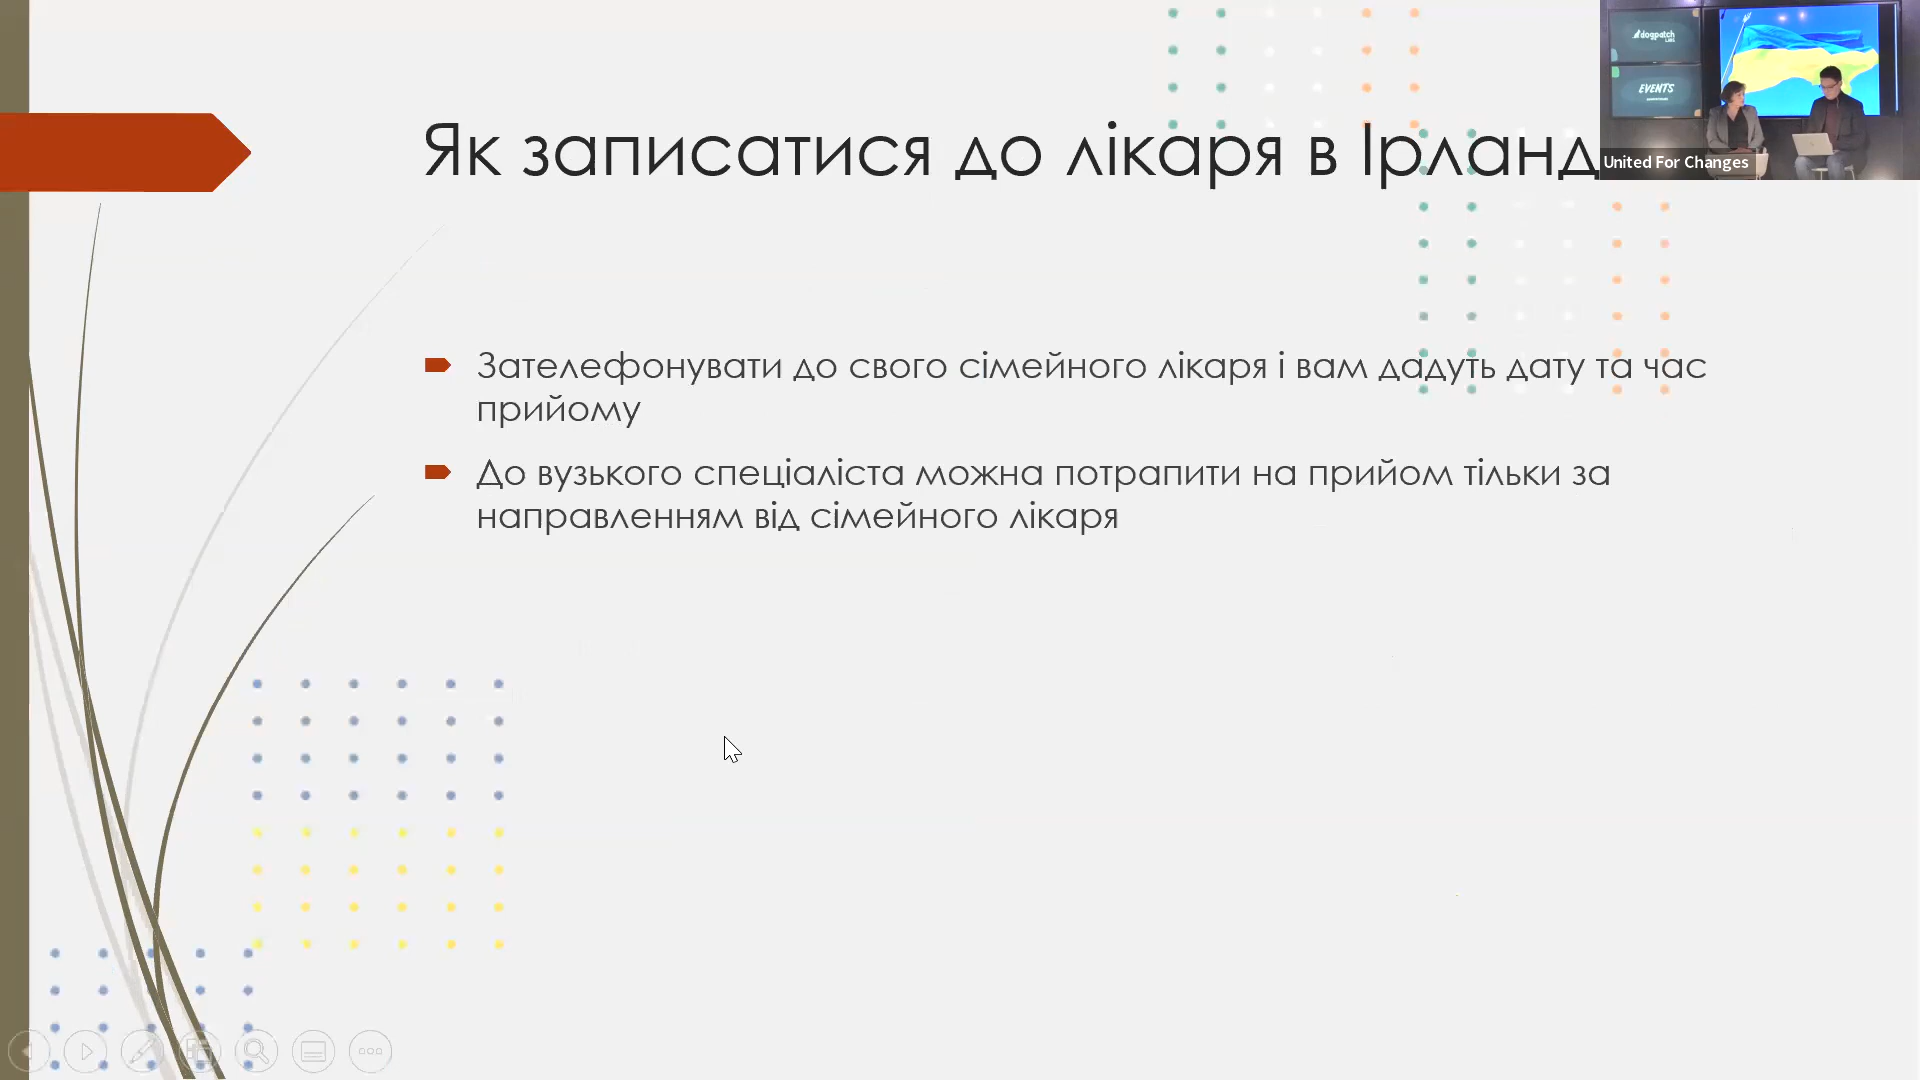 Як записатися до лікаря в Ірланд
Зателефонувати до свого сімейного лікаря і вам дадуть дату та час
прийому
До вузького спеціаліста можна потрапити на прийом тільки за
направленням від сімейного лікаря
dogpatch
LABS
EVENTS
United For Changes